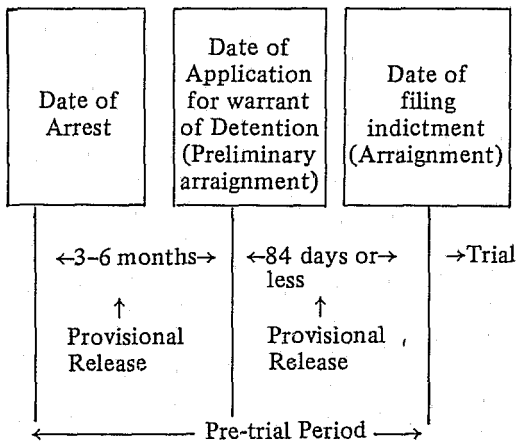 Date of
Arrest
Date of
Application
for warrant
of Detention
(Preliminary
arraignment)
Date of
filing
indictment
(Arraignment)
←3-6 months→
←84 days or→
less
→Trial
↑
Provisional
Release
↑
Provisional
Release
← Pre-trial Period →